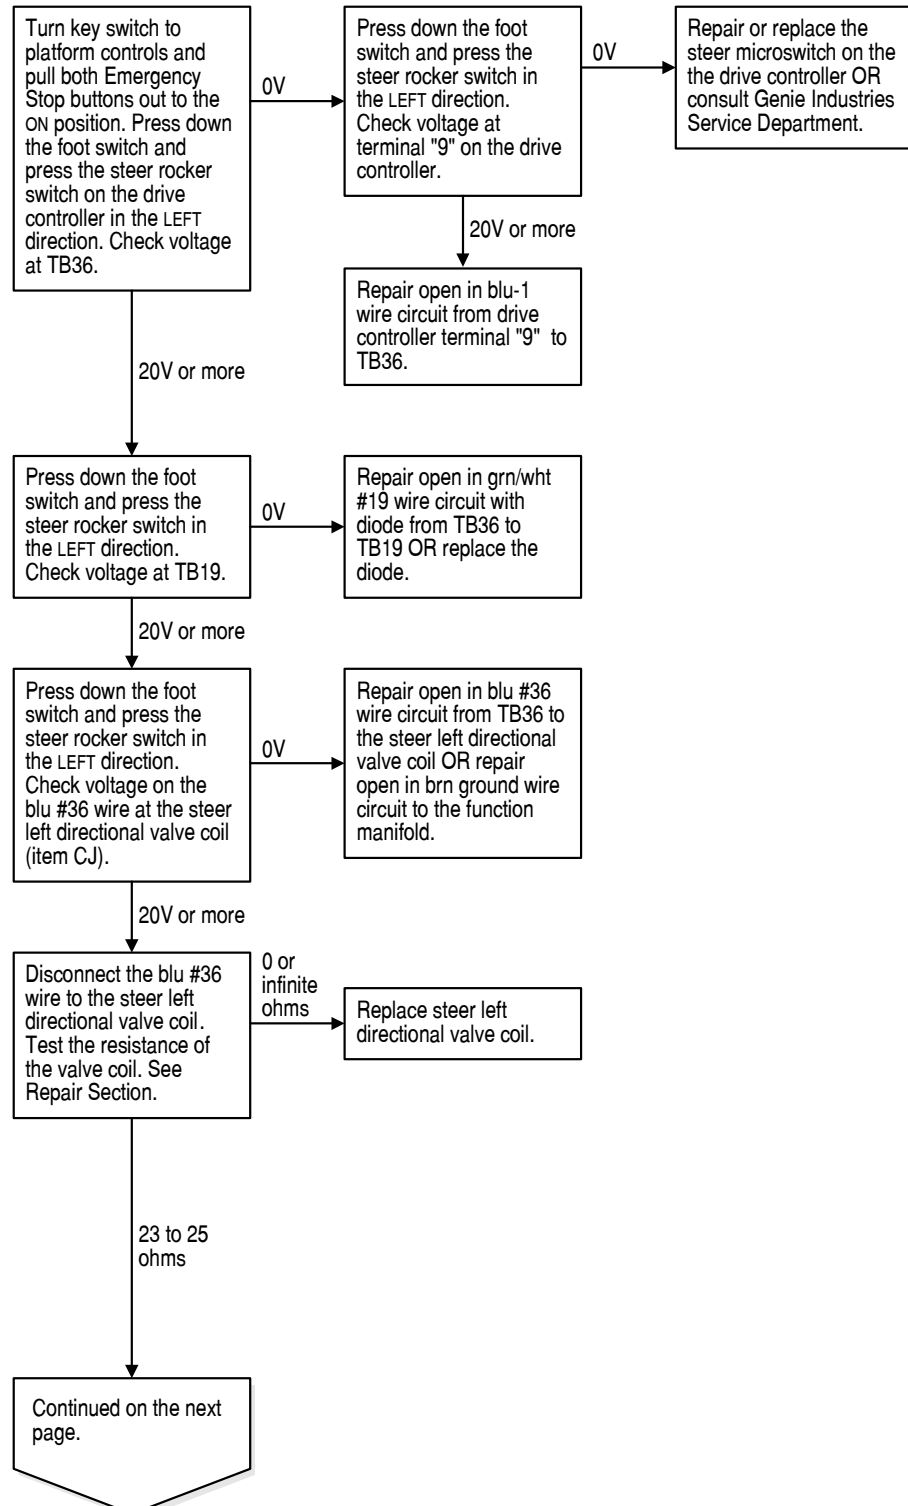 Turn key switch to
platform controls and
pull both Emergency
Stop buttons out to the
ON position. Press down
the foot switch and
press the steer rocker
switch on the drive
controller in the LEFT
direction. Check voltage
at TB36.
0V
Press down the foot
switch and press the
steer rocker switch in
the LEFT direction.
Check voltage at
terminal "9" on the drive
controller.
0V
Repair or replace the
steer microswitch on the
the drive controller OR
consult Genie Industries
Service Department.
20V or more
Repair open in blu-1
wire circuit from drive
controller terminal "9" to
TB36.
20V or more
Press down the foot
switch and press the
steer rocker switch in
the LEFT direction.
Check voltage at TB19.
0V
Repair open in grn/wht
#19 wire circuit with
diode from TB36 to
TB19 OR replace the
diode.
20V or more
Press down the foot
switch and press the
steer rocker switch in
the LEFT direction.
Check voltage on the
blu #36 wire at the steer
left directional valve coil
(item CJ).
0V
Repair open in blu #36
wire circuit from TB36 to
the steer left directional
valve coil OR repair
open in brn ground wire
circuit to the function
manifold.
20V or more
Disconnect the blu #36
wire to the steer left
directional valve coil.
Test the resistance of
the valve coil. See
Repair Section.
0 or
infinite
ohms
Replace steer left
directional valve coil.
23 to 25
ohms
Continued on the next
page.